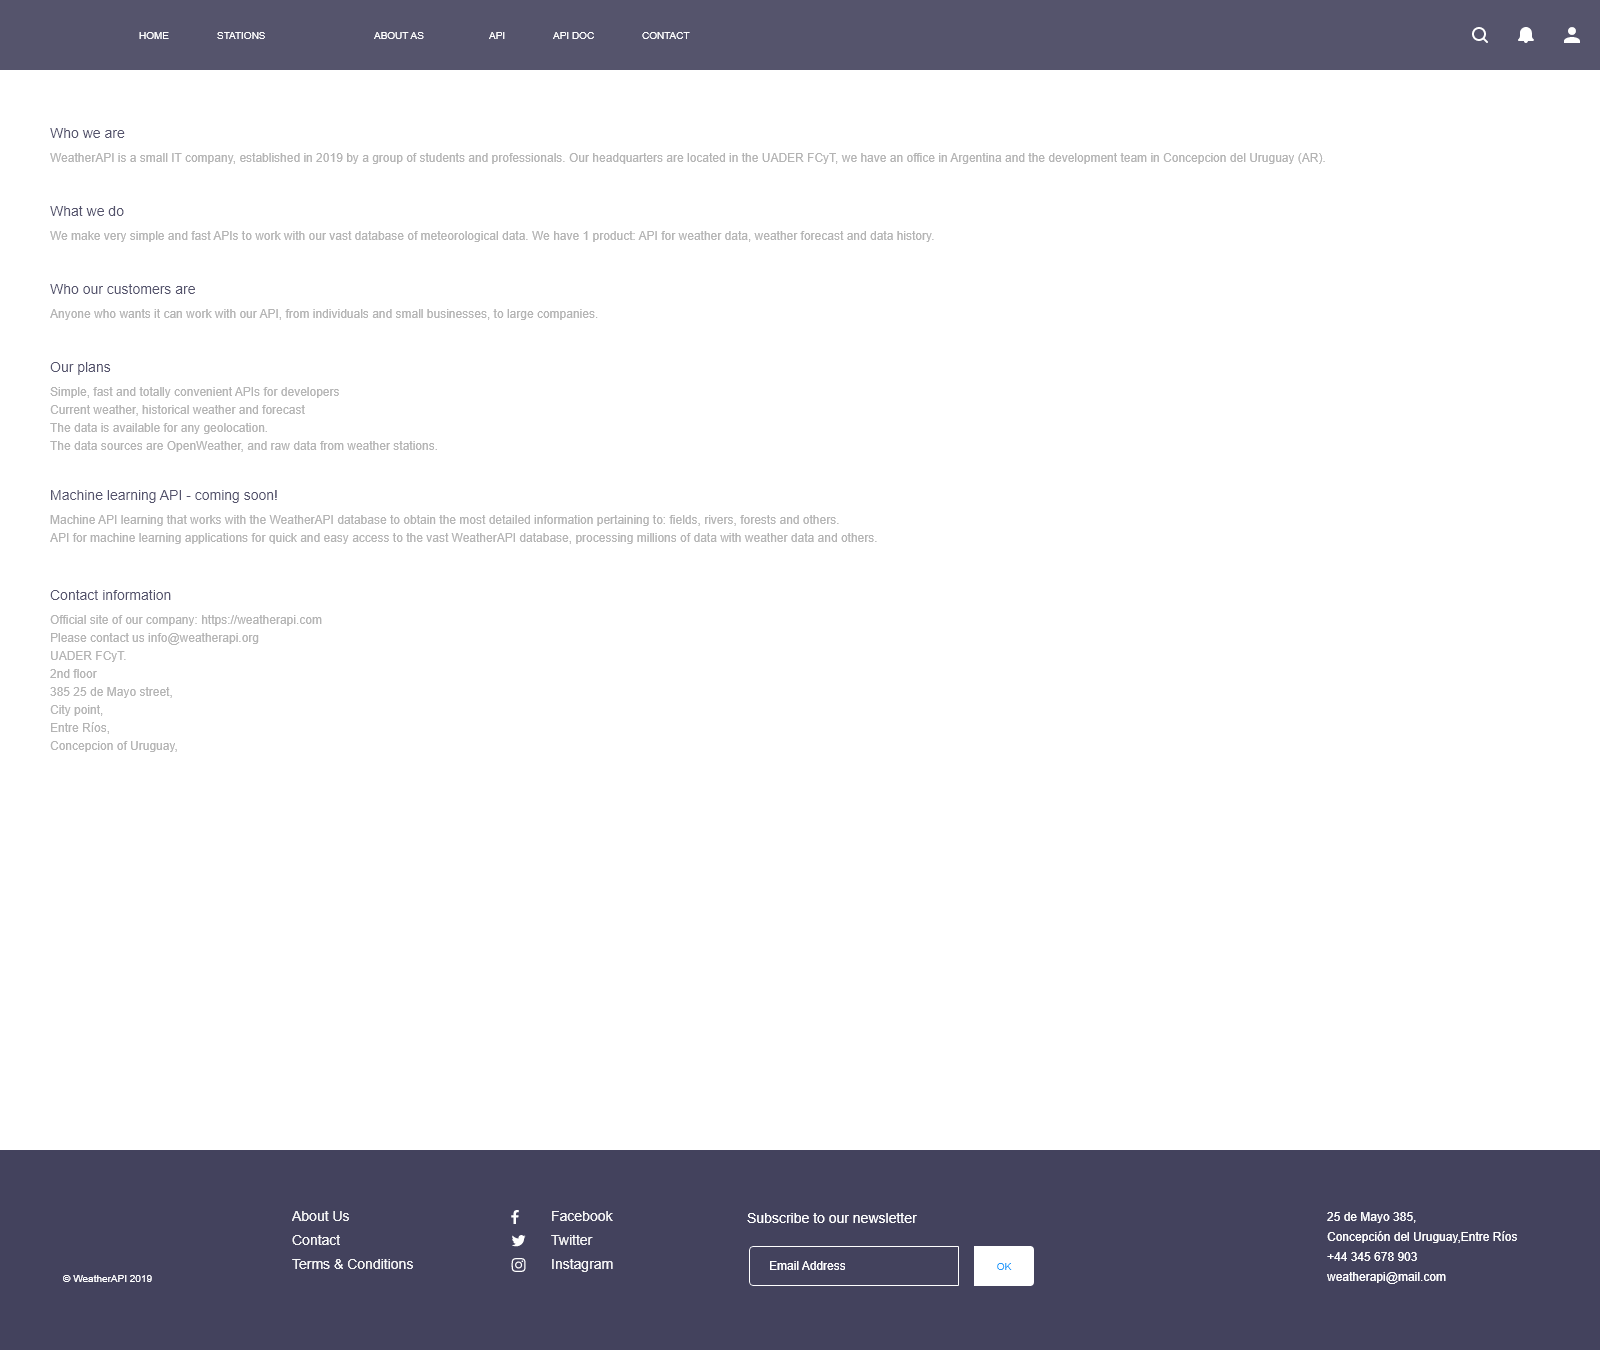 HOME STATIONS ABOUT AS API API DOC CONTACT
Who we are
WeatherAPI is a small IT company, established in 2019 by a group of students and professionals. Our headquarters are located in the UADER FCyT, we have an office in Argentina and the development team in Concepcion del Uruguay (AR).
What we do
We make very simple and fast APIs to work with our vast database of meteorological data. We have 1 product: API for weather data, weather forecast and data history.
Who our customers are
Anyone who wants it can work with our API, from individuals and small businesses, to large companies.
Our plans
Simple, fast and totally convenient APIs for developers
Current weather, historical weather and forecast
The data is available for any geolocation.
The data sources are OpenWeather, and raw data from weather stations.
Machine learning API - coming soon!
Machine API learning that works with the WeatherAPI database to obtain the most detailed information pertaining to: fields, rivers, forests and others.
API for machine learning applications for quick and easy access to the vast WeatherAPI database, processing millions of data with weather data and others.
Contact information
Official site of our company: https://weatherapi.com
Please contact us info@weatherapi.org
UADER FCyT.
2nd floor
385 25 de Mayo street,
City point,
Entre Ríos,
Concepcion of Uruguay,
© WeatherAPI 2019
About Us
Contact
Terms & Conditions
Facebook
Twitter
Instagram
Subscribe to our newsletter
Email Address OK
25 de Mayo 385,
Concepción del Uruguay,Entre Ríos
+44 345 678 903
weatherapi@mail.com